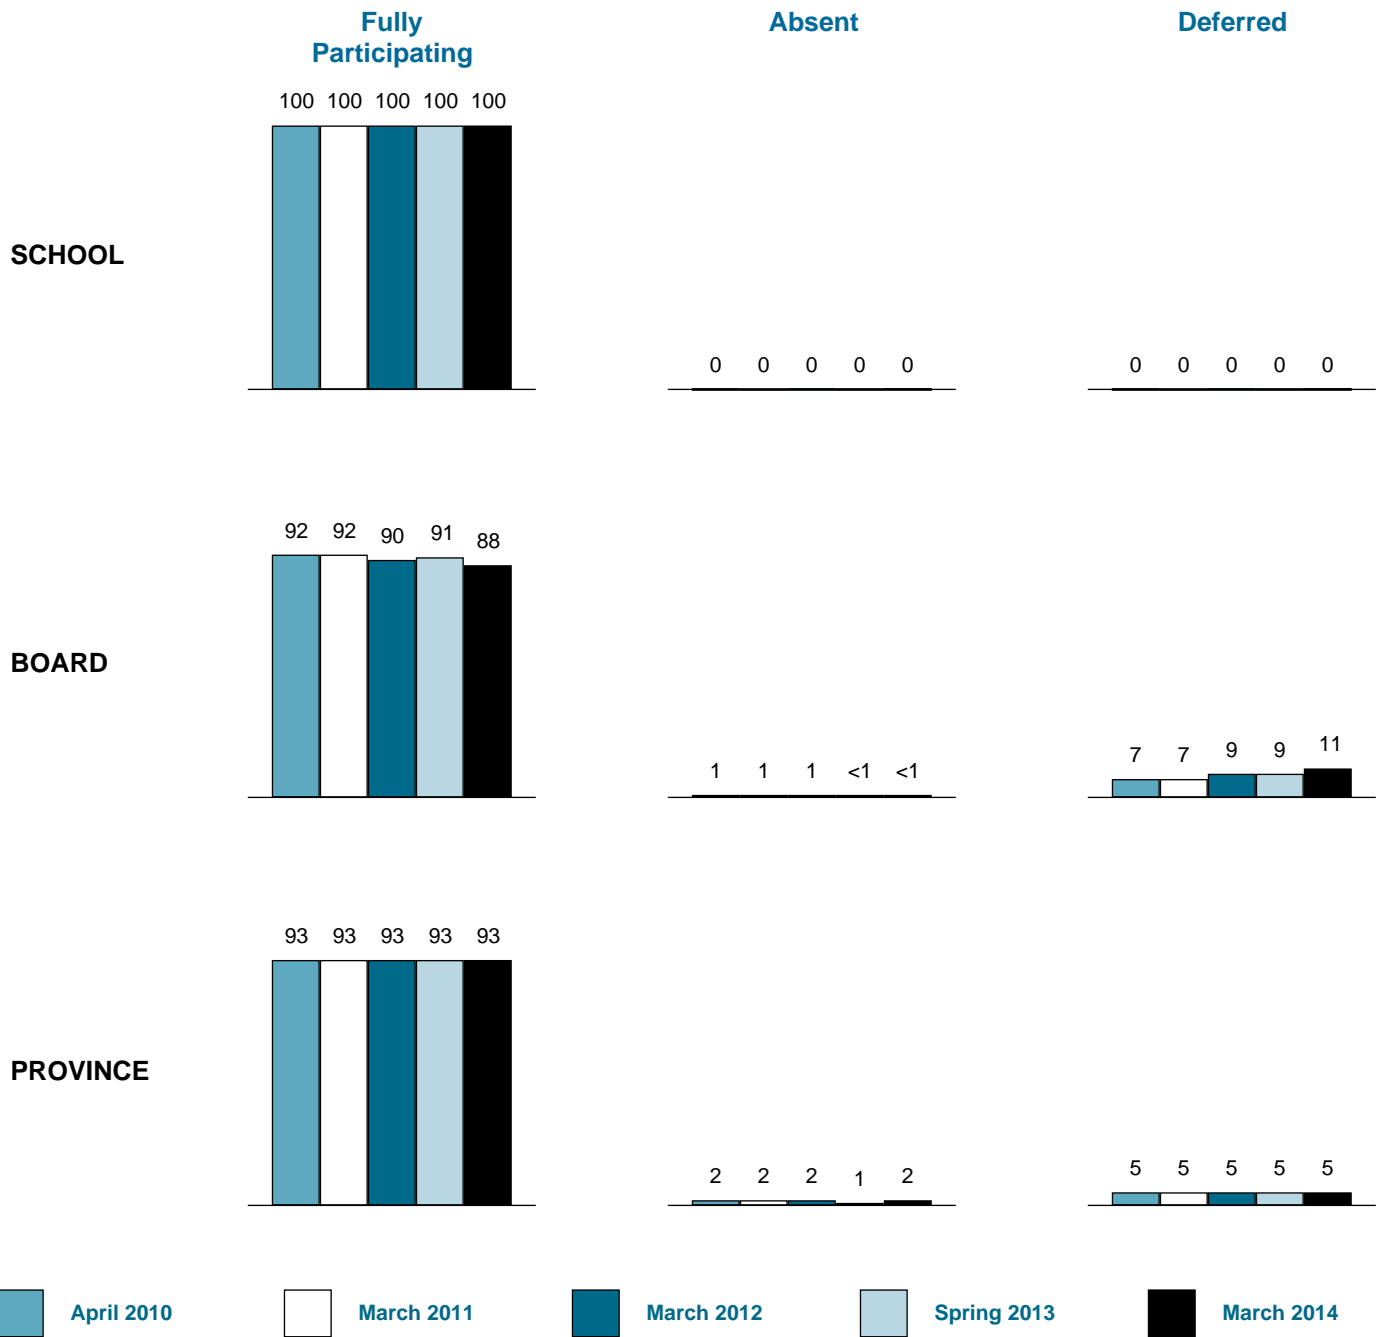 Fully
Participating
Absent
Deferred
SCHOOL
100 100 100 100 100
0 0 0 0 0
0 0 0 0 0
BOARD
92 92 90 91 88
1 1 1 <1 <1
7 7 9 9 11
PROVINCE
93 93 93 93 93
2 2 2 1 2
5 5 5 5 5
April 2010
March 2011
March 2012
Spring 2013
March 2014